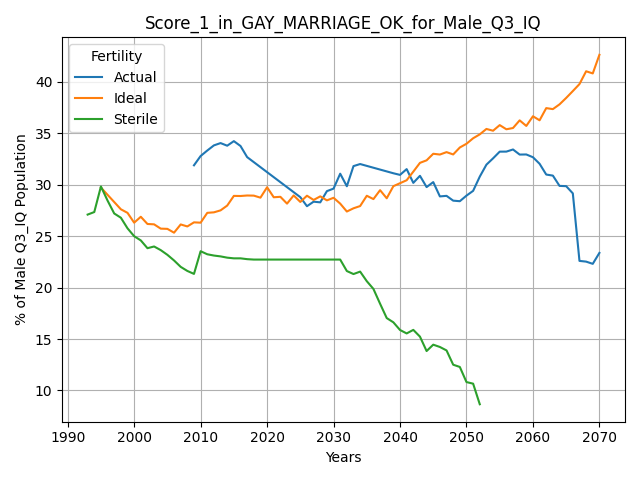 Score_1_in_GAY_MARRIAGE_OK_for_Male_Q3_IQ
Fertility
Actual
Ideal
Sterile
% of Male Q3_IQ Population
40
35
30
25
20
15
10
1990
2000
2010
2020
2030
2040
2050
2060
2070
Years